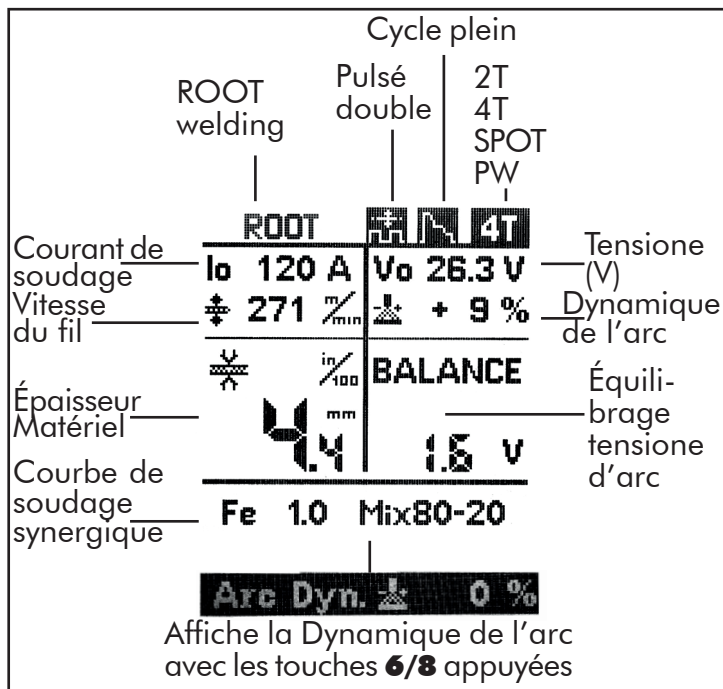 Cycle plein
Pulsé
double
2T
4T
SPOT
PW
ROOT
welding
ROOT 4T
Courant de
soudage
Io 120 A Vo 26.3 V
Tensione
(V)
Vitesse
du fil
271 m/min + 9 %
Dynamique
de l'arc
in/100 BALANCE
Épaisseur
Matériel
mm
4.4
1.6 V
Équili-
brage
tensione
d'arc
Courbe de
soudage
synergique
Fe 1.0 Mix80-20
Arc Dyn. 0 %
Affiche la Dynamique de l'arc
avec les touches 6/8 appuyées